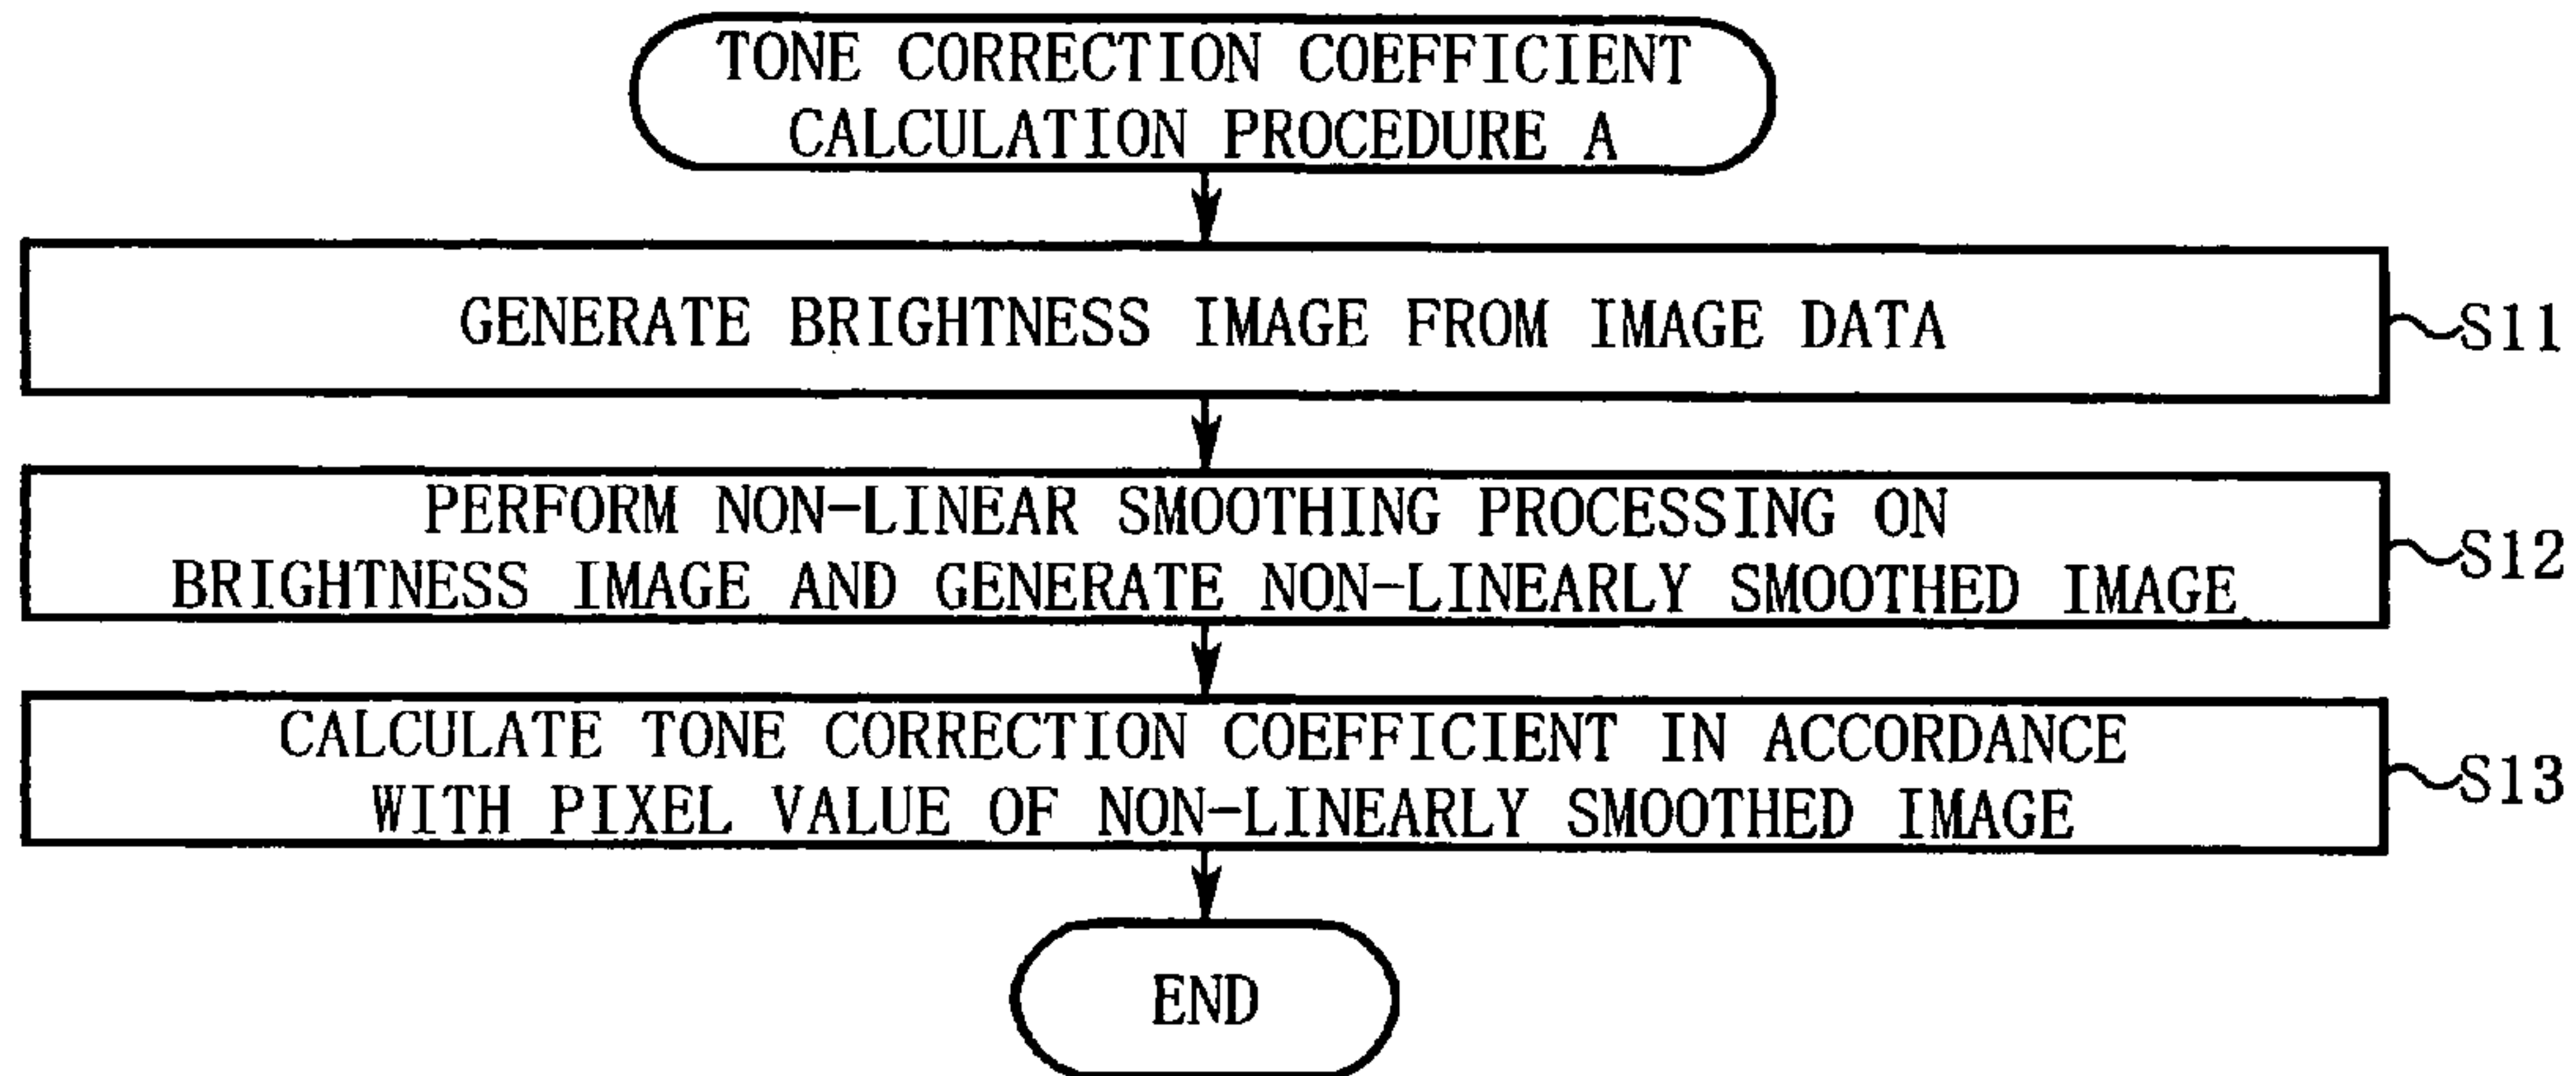 TONE CORRECTION COEFFICIENT
CALCULATION PROCEDURE A
GENERATE BRIGHTNESS IMAGE FROM IMAGE DATA
S11
PERFORM NON-LINEAR SMOOTHING PROCESSING ON
BRIGHTNESS IMAGE AND GENERATE NON-LINEARLY SMOOTHED IMAGE
S12
CALCULATE TONE CORRECTION COEFFICIENT IN ACCORDANCE
WITH PIXEL VALUE OF NON-LINEARLY SMOOTHED IMAGE
S13
END